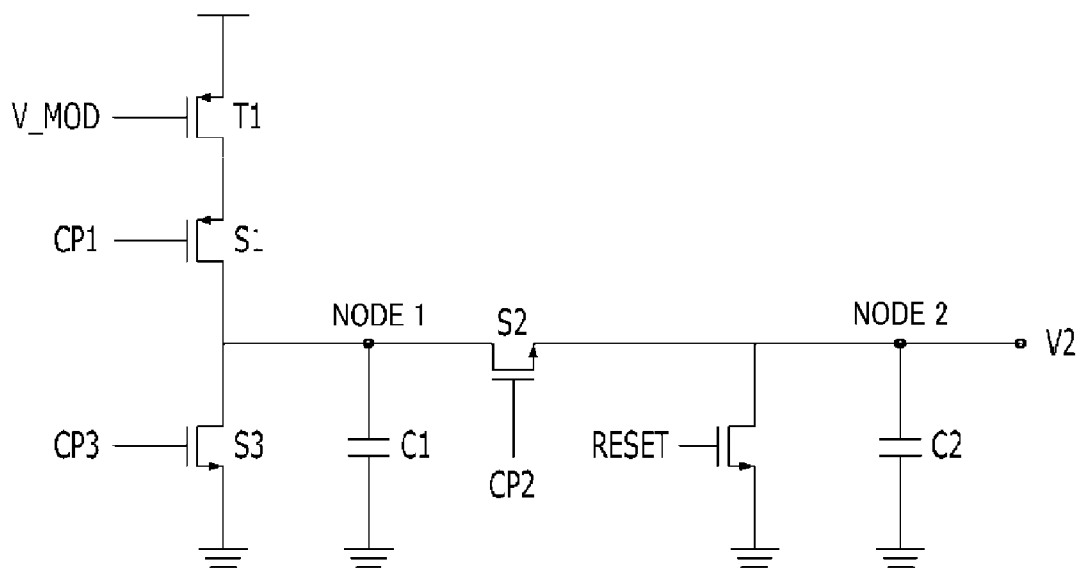 V_MOD
T1
CP1
S1
NODE 1
S2
NODE 2
V2
CP3
S3
C1
CP2
RESET
C2